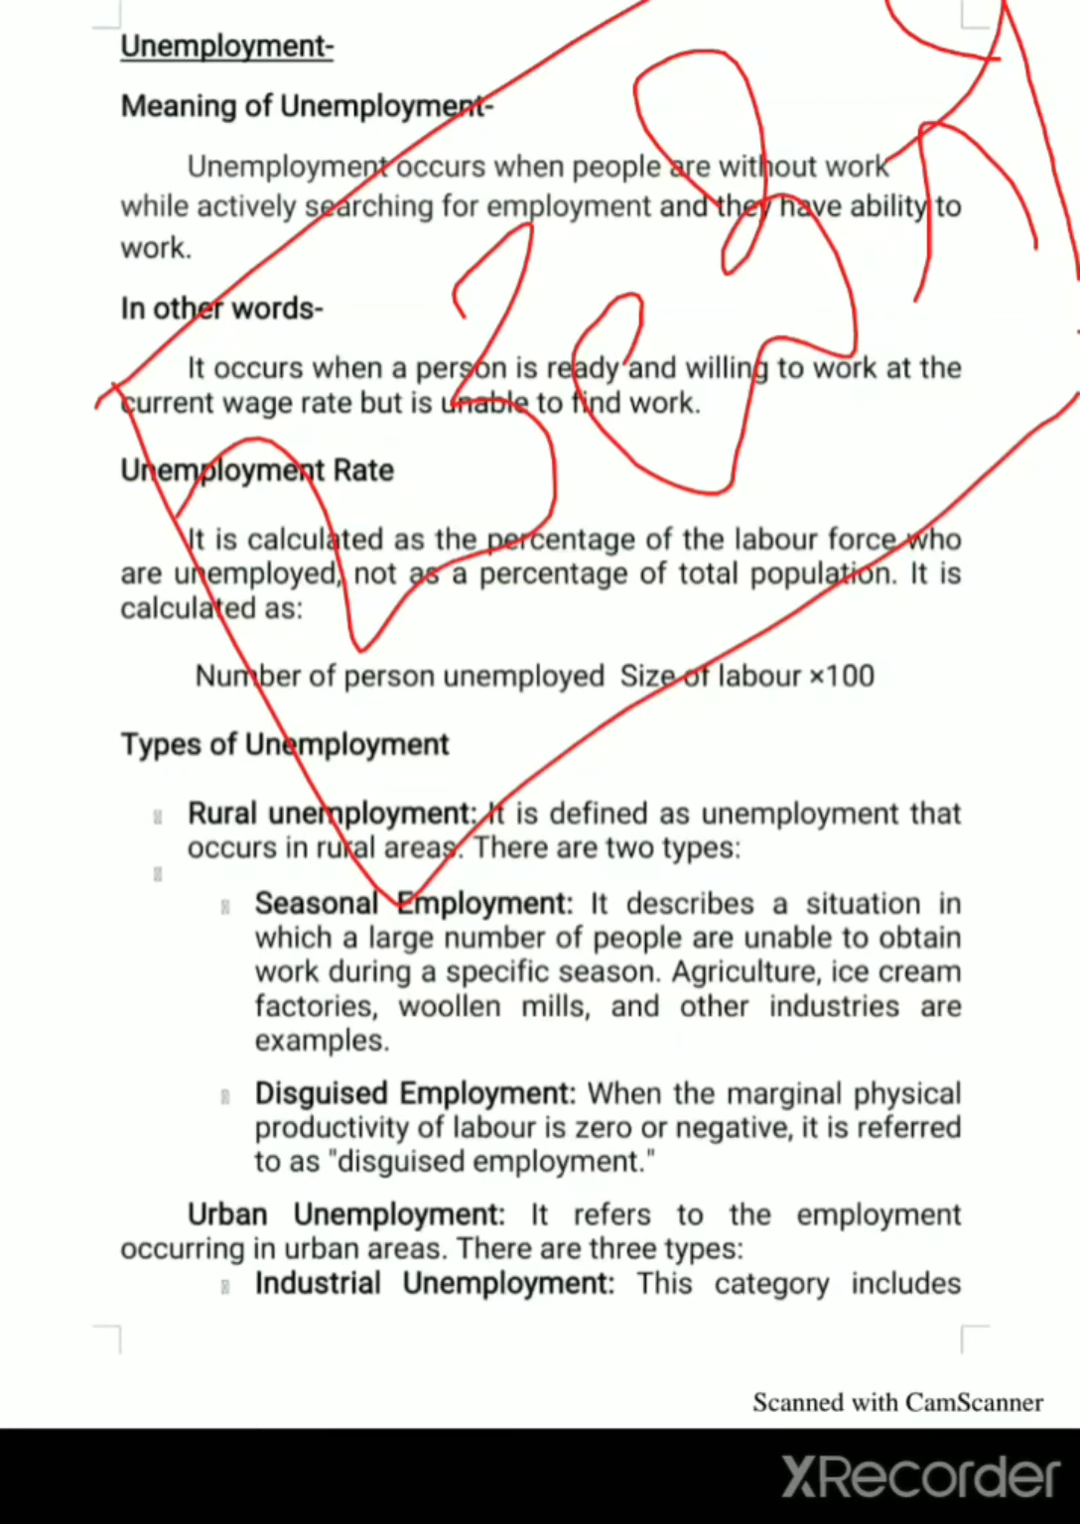 Unemployment-
Meaning of Unemployment-
Unemployment occurs when people are without work
while actively searching for employment and they have ability to
work.
In other words-
It occurs when a person is ready and willing to work at the
current wage rate but is unable to find work.
Unemployment Rate
It is calculated as the percentage of the labour force who
are unemployed, not as a percentage of total population. It is
calculated as:
Number of person unemployed Size of labour ×100
Types of Unemployment
Rural unemployment: It is defined as unemployment that
occurs in rural areas. There are two types:
Seasonal Employment: It describes a situation in
which a large number of people are unable to obtain
work during a specific season. Agriculture, ice cream
factories, woollen mills, and other industries are
examples.
Disguised Employment: When the marginal physical
productivity of labour is zero or negative, it is referred
to as "disguised employment."
Urban Unemployment: It refers to the employment
occurring in urban areas. There are three types:
Industrial Unemployment: This category includes
Scanned with CamScanner
XRecorder